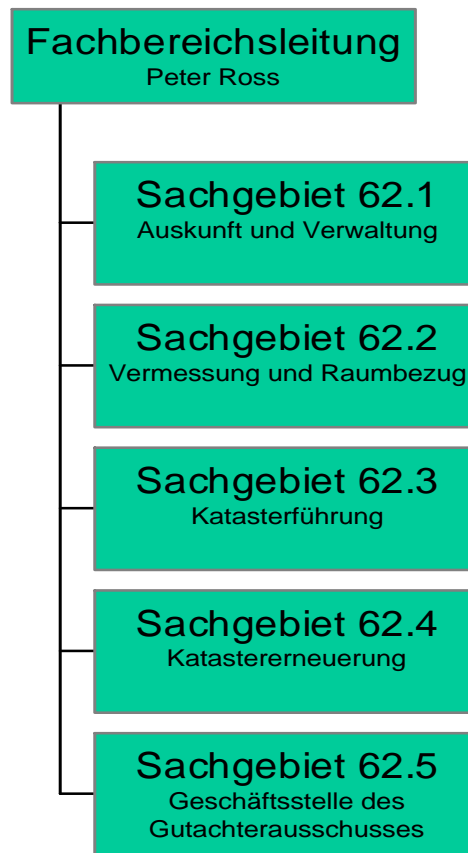 Fachbereichsleitung
Peter Ross
Sachgebiet 62.1
Auskunft und Verwaltung
Sachgebiet 62.2
Vermessung und Raumbezug
Sachgebiet 62.3
Katasterführung
Sachgebiet 62.4
Katastererneuerung
Sachgebiet 62.5
Geschäftsstelle des
Gutachterausschusses